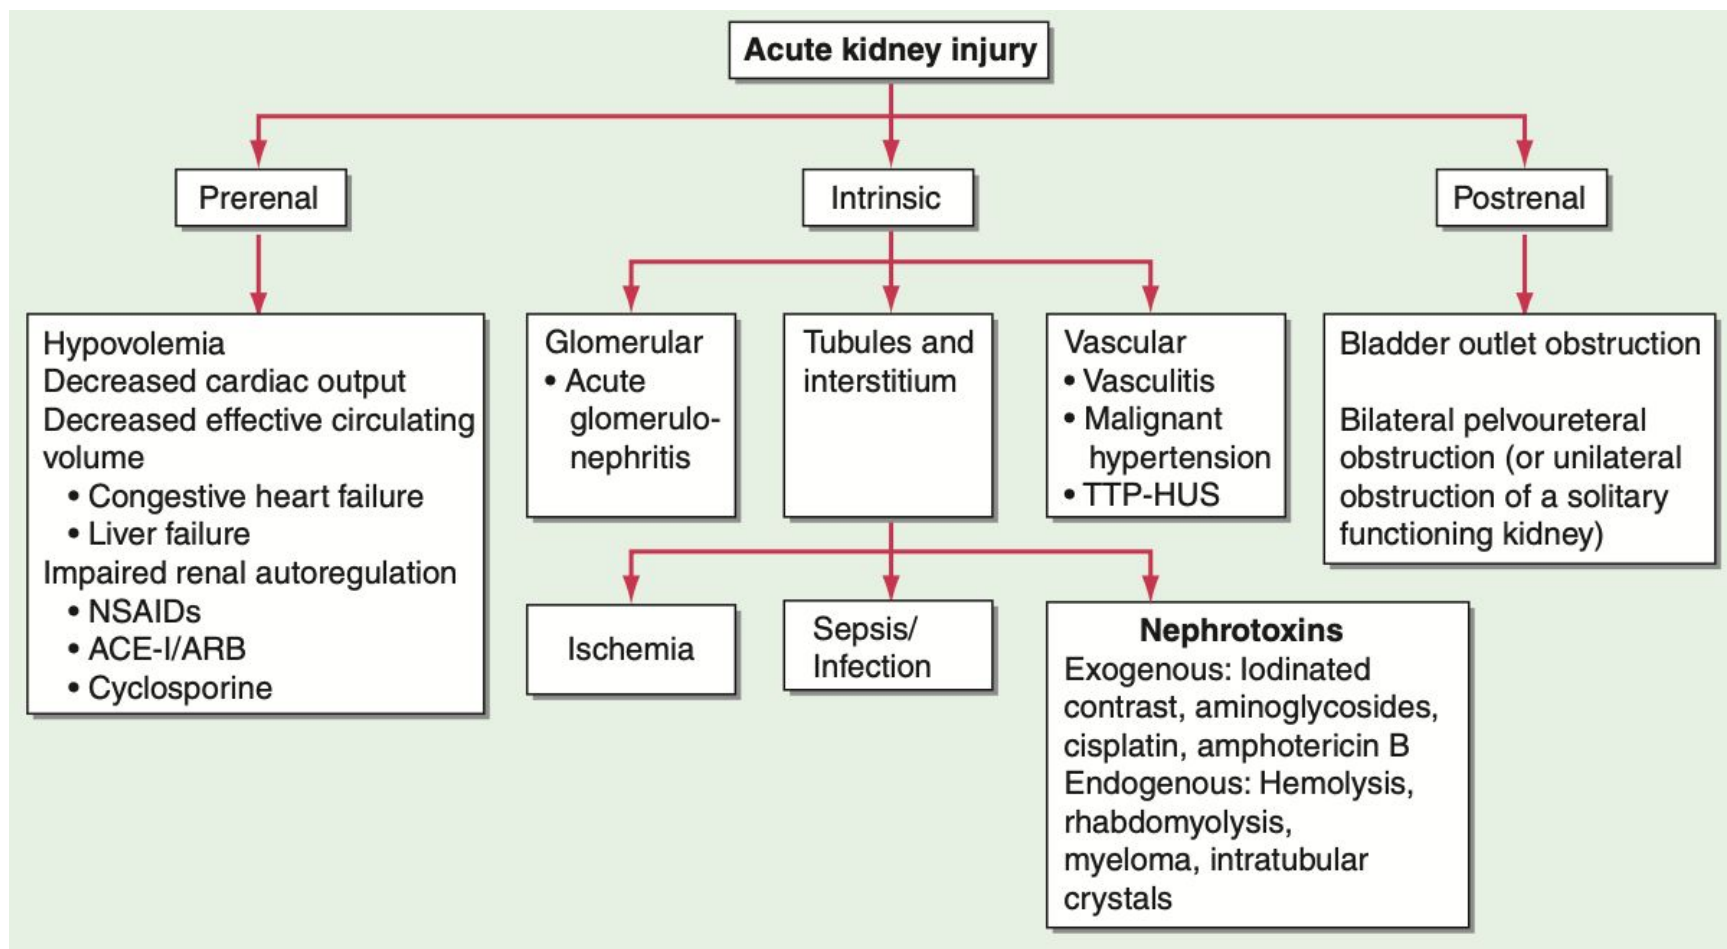 Acute kidney injury
Prerenal
Intrinsic
Postrenal
Hypovolemia
Decreased cardiac output
Decreased effective circulating
volume
• Congestive heart failure
• Liver failure
Impaired renal autoregulation
• NSAIDs
• ACE-I/ARB
• Cyclosporine
Glomerular
• Acute
glomerulo-
nephritis
Tubules and
interstitium
Vascular
• Vasculitis
• Malignant
hypertension
• TTP-HUS
Bladder outlet obstruction
Bilateral pelvoureteral
obstruction (or unilateral
obstruction of a solitary
functioning kidney)
Ischemia
Sepsis/
Infection
Nephrotoxins
Exogenous: Iodinated
contrast, aminoglycosides,
cisplatin, amphotericin B
Endogenous: Hemolysis,
rhabdomyolysis,
myeloma, intratubular
crystals